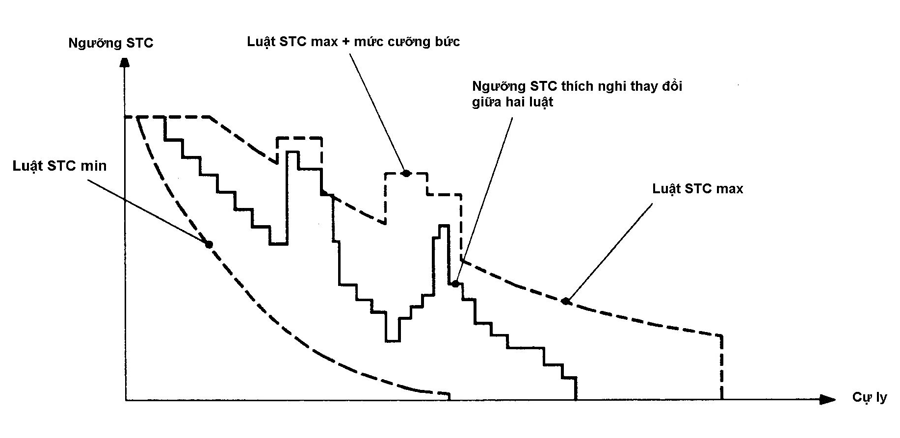 Ngưỡng STC
Luật STC max + mức cưỡng bức
Ngưỡng STC thích nghi thay đổi
giữa hai luật
Luật STC min
Luật STC max
Cự ly